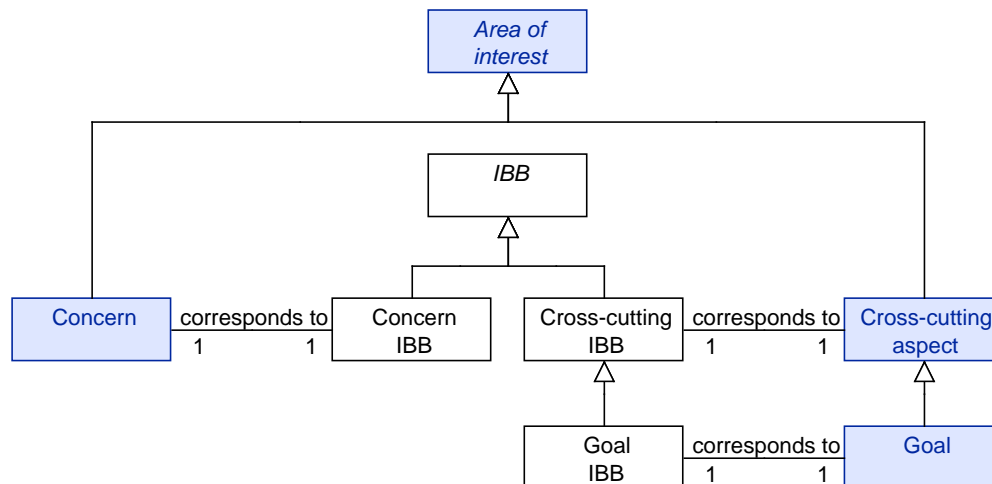 Area of
interest
IBB
Concern
corresponds to
1 1
Concern
IBB
Cross-cutting
IBB
corresponds to
1 1
Cross-cutting
aspect
Goal
IBB
corresponds to
1 1
Goal